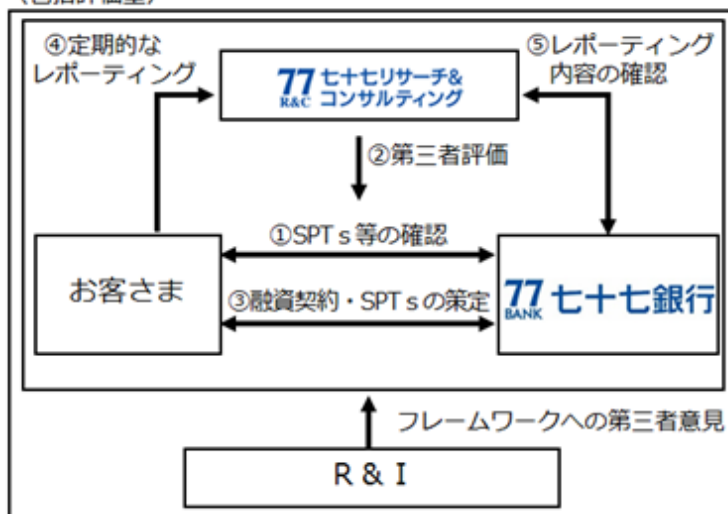 ④定期的な
レポーティング
77 R&C 七十七リサーチ&
コンサルティング
⑤レポーティング
内容の確認
②第三者評価
①SPTｓ等の確認
お客さま
③融資契約・SPTｓの策定
77 BANK 七十七銀行
フレームワークへの第三者意見
Ｒ＆Ｉ